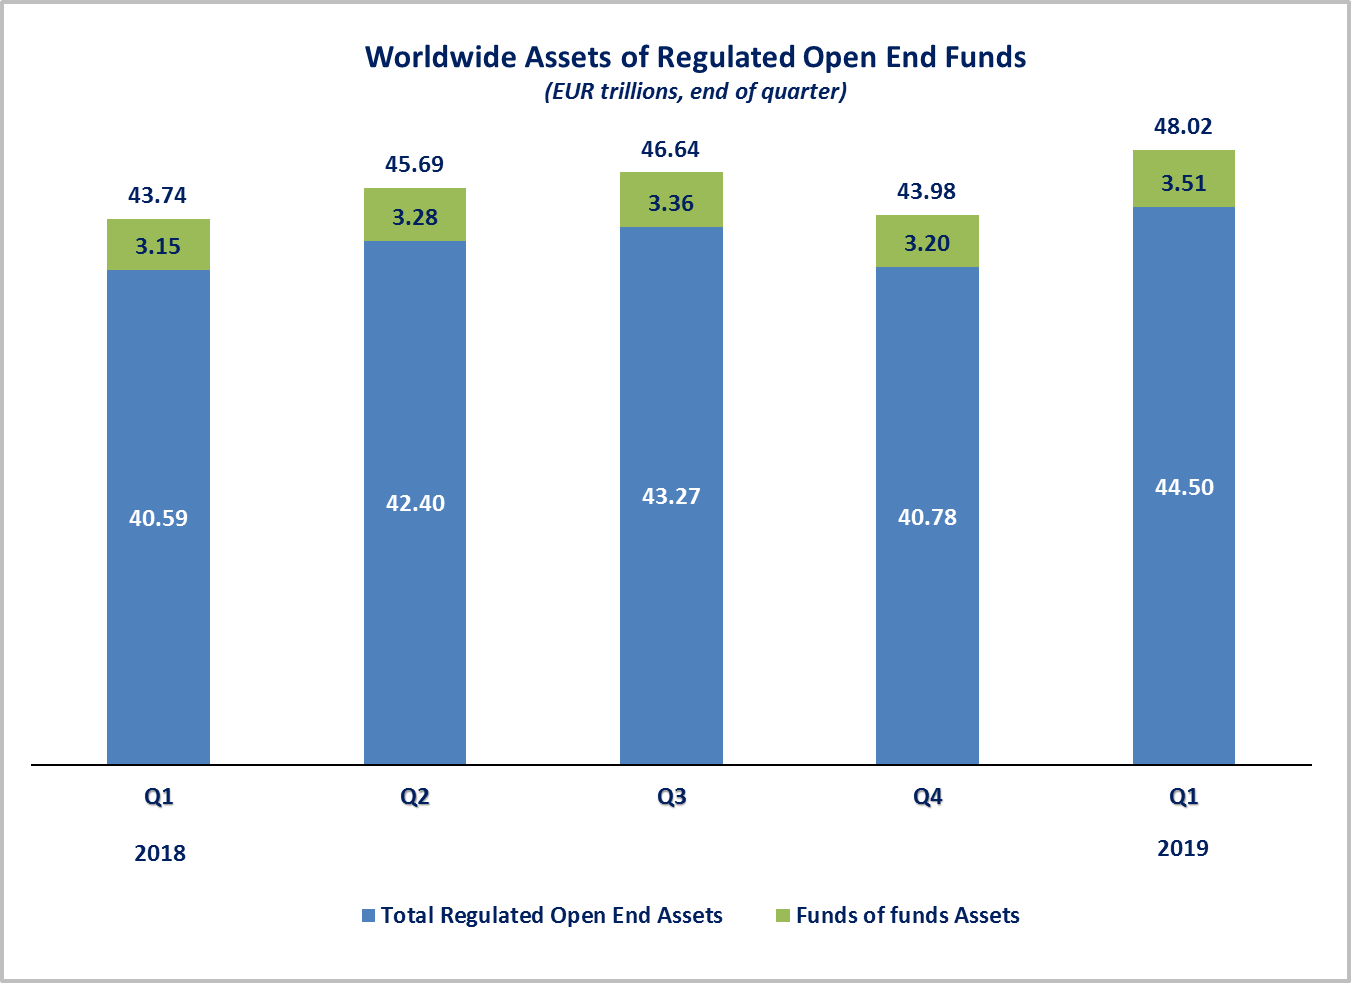 Worldwide Assets of Regulated Open End Funds
(EUR trillions, end of quarter)
43.74
45.69
46.64
43.98
48.02
3.15
3.28
3.36
3.20
3.51
40.59
42.40
43.27
40.78
44.50
Q1
Q2
Q3
Q4
Q1
2018
2019
Total Regulated Open End Assets
Funds of funds Assets